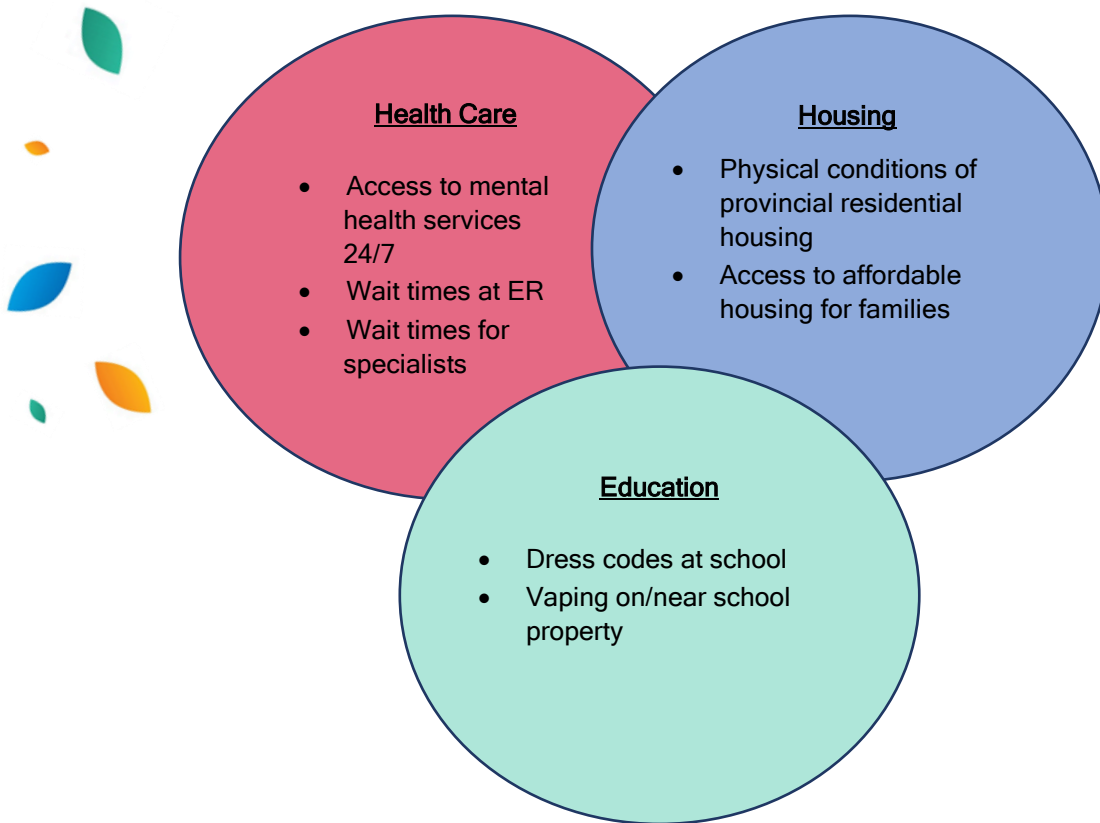 Health Care
• Access to mental
health services
24/7
• Wait times at ER
• Wait times for
specialists
Housing
• Physical conditions of
provincial residential
housing
• Access to affordable
housing for families
Education
• Dress codes at school
• Vaping on/near school
property